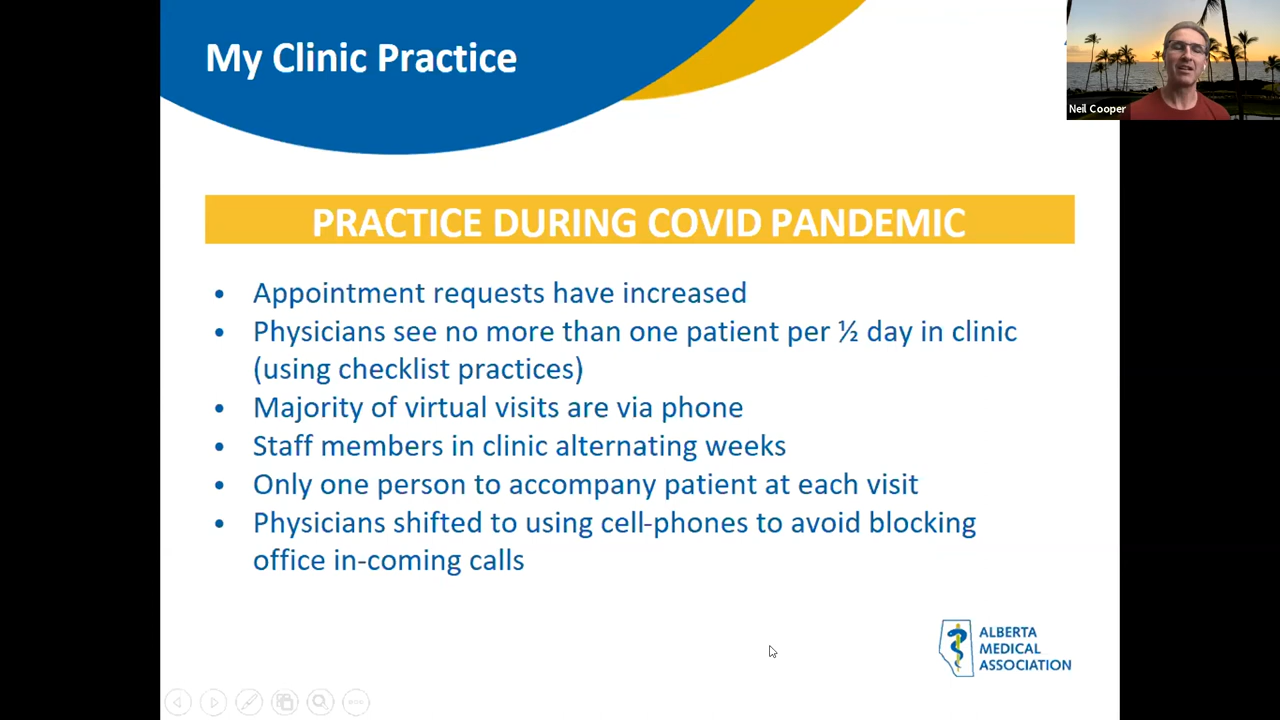 My Clinic Practice
Neil Cooper
PRACTICE DURING COVID PANDEMIC
• Appointment requests have increased
• Physicians see no more than one patient per ½ day in clinic
(using checklist practices)
• Majority of virtual visits are via phone
• Staff members in clinic alternating weeks
• Only one person to accompany patient at each visit
• Physicians shifted to using cell-phones to avoid blocking
office in-coming calls
ALBERTA
MEDICAL
ASSOCIATION